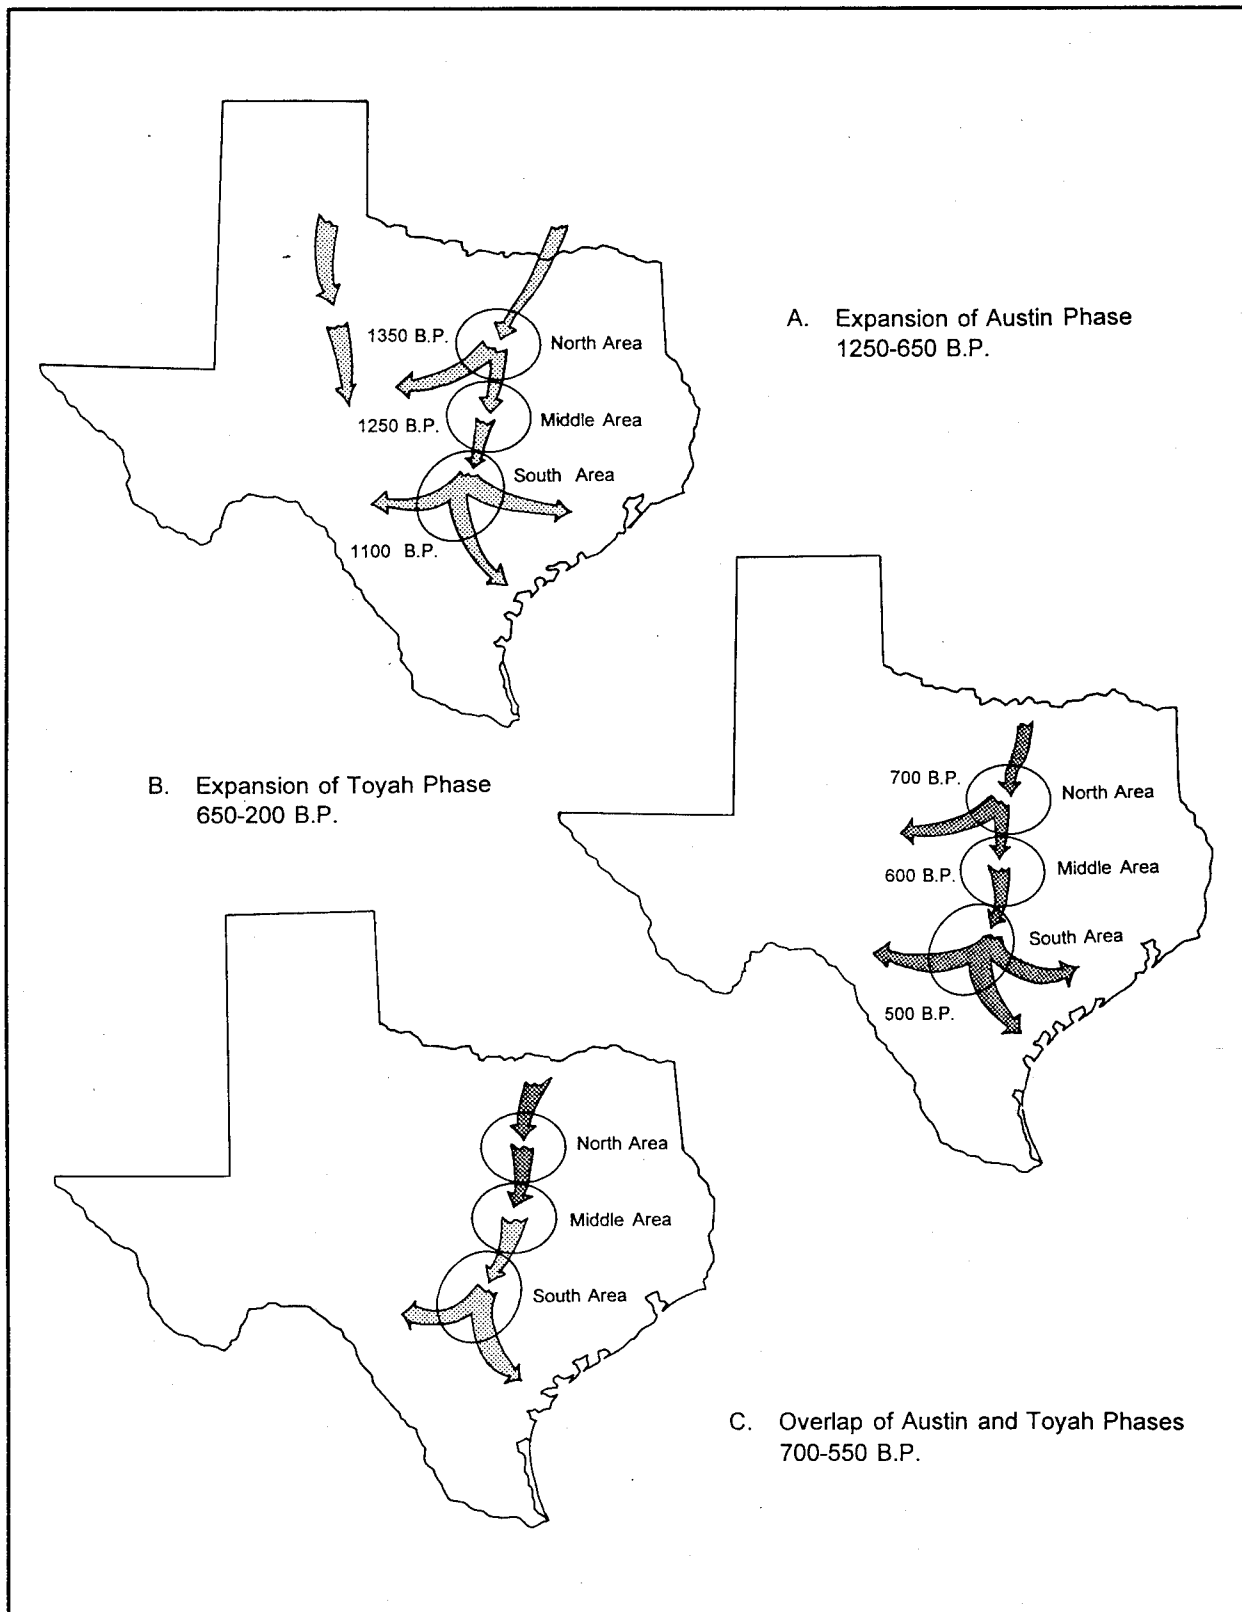 A. Expansion of Austin Phase
1250-650 B.P.
1350 B.P.
North Area
1250 B.P.
Middle Area
South Area
1100 B.P.
B. Expansion of Toyah Phase
650-200 B.P.
700 B.P.
North Area
600 B.P.
Middle Area
South Area
500 B.P.
North Area
Middle Area
South Area
C. Overlap of Austin and Toyah Phases
700-550 B.P.